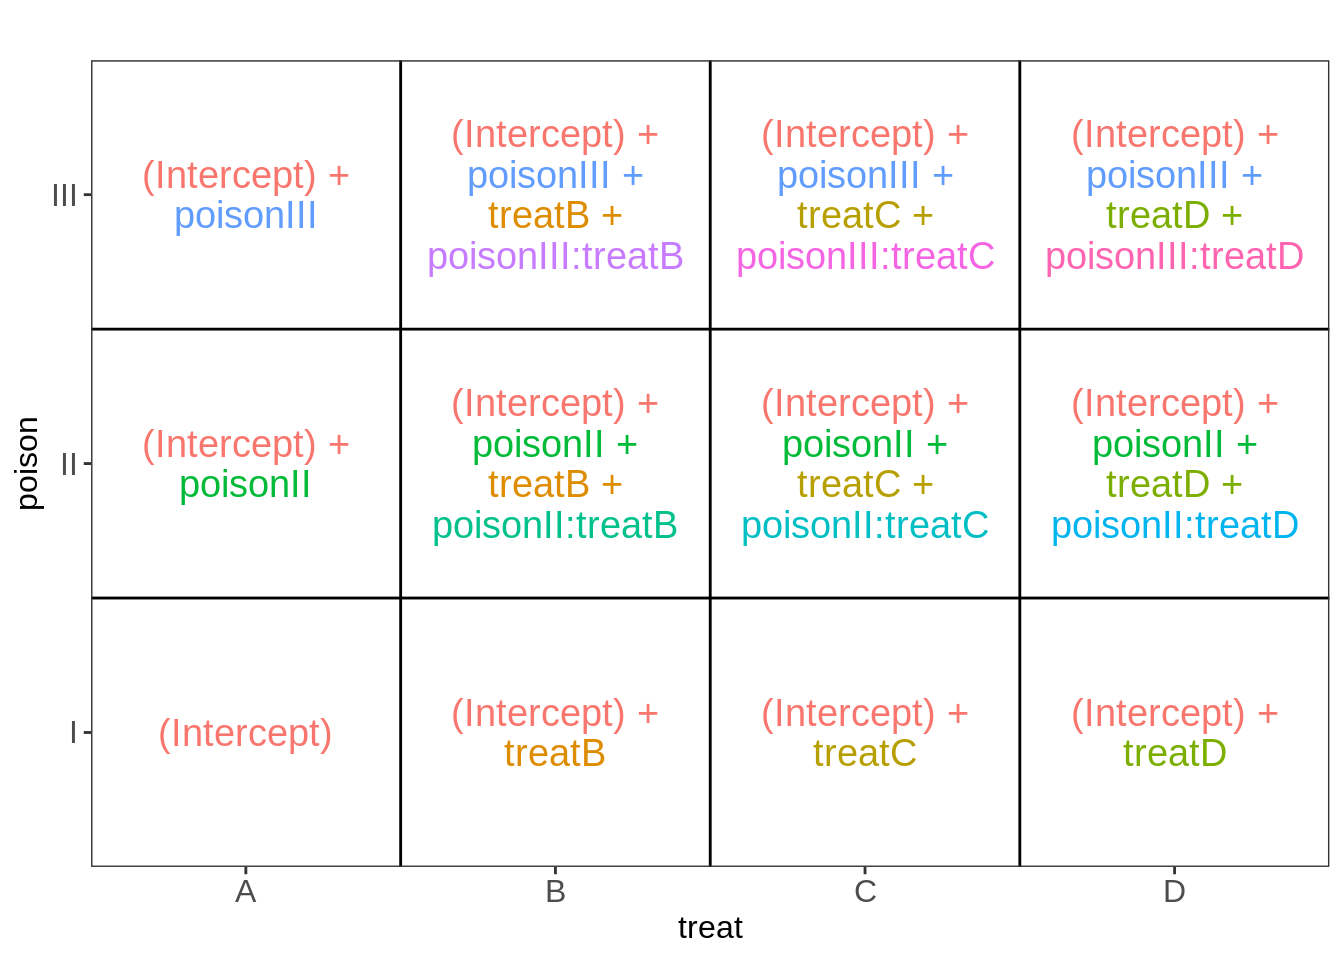 (Intercept) +
poisonIII
(Intercept) +
poisonIII +
treatB +
poisonIII:treatB
(Intercept) +
poisonIII +
treatC +
poisonIII:treatC
(Intercept) +
poisonIII +
treatD +
poisonIII:treatD
III
(Intercept) +
poisonII
(Intercept) +
poisonII +
treatB +
poisonII:treatB
(Intercept) +
poisonII +
treatC +
poisonII:treatC
(Intercept) +
poisonII +
treatD +
poisonII:treatD
II
poison
(Intercept)
(Intercept) +
treatB
(Intercept) +
treatC
(Intercept) +
treatD
I
A
B
C
D
treat